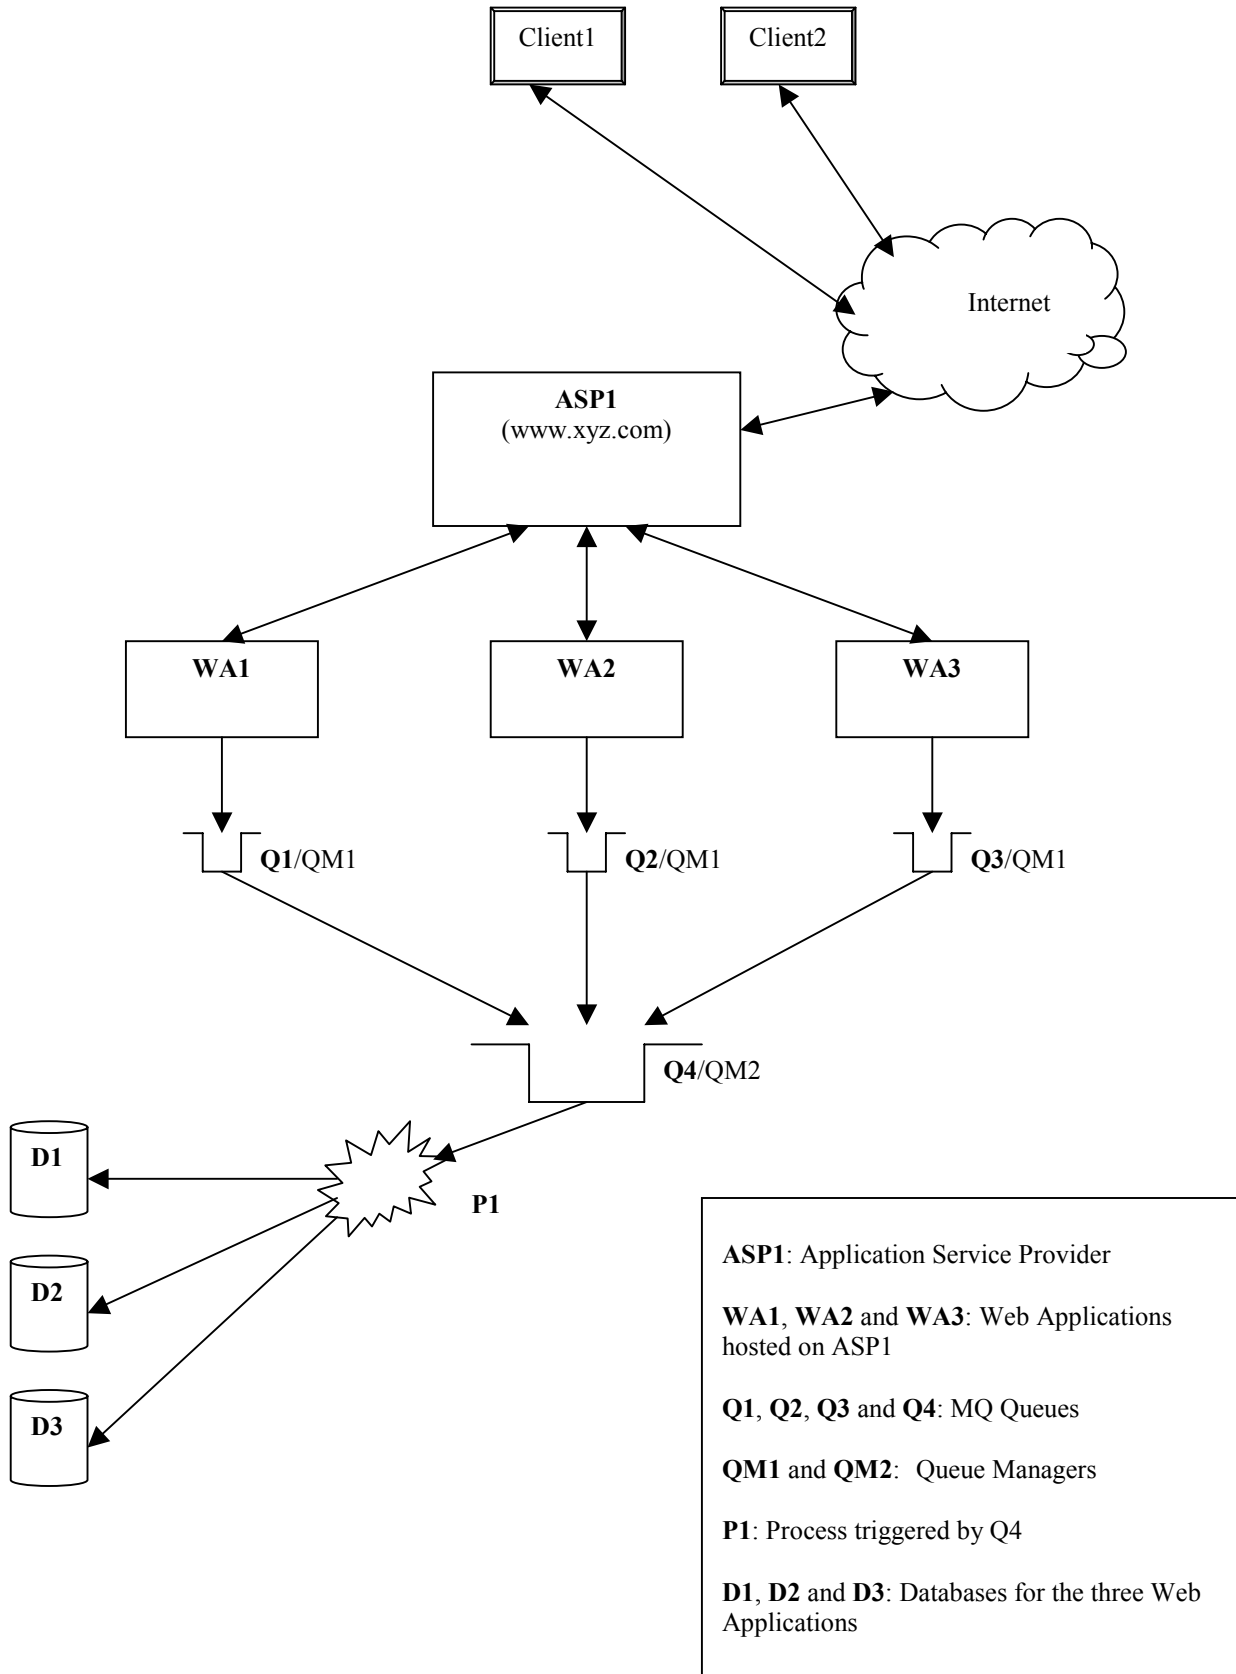 Client1
Client2
Internet
ASP1
(www.xyz.com)
WA1
WA2
WA3
Q1/QM1
Q2/QM1
Q3/QM1
Q4/QM2
D1
P1
D2
D3
ASP1: Application Service Provider
WA1, WA2 and WA3: Web Applications
hosted on ASP1
Q1, Q2, Q3 and Q4: MQ Queues
QM1 and QM2: Queue Managers
P1: Process triggered by Q4
D1, D2 and D3: Databases for the three Web
Applications